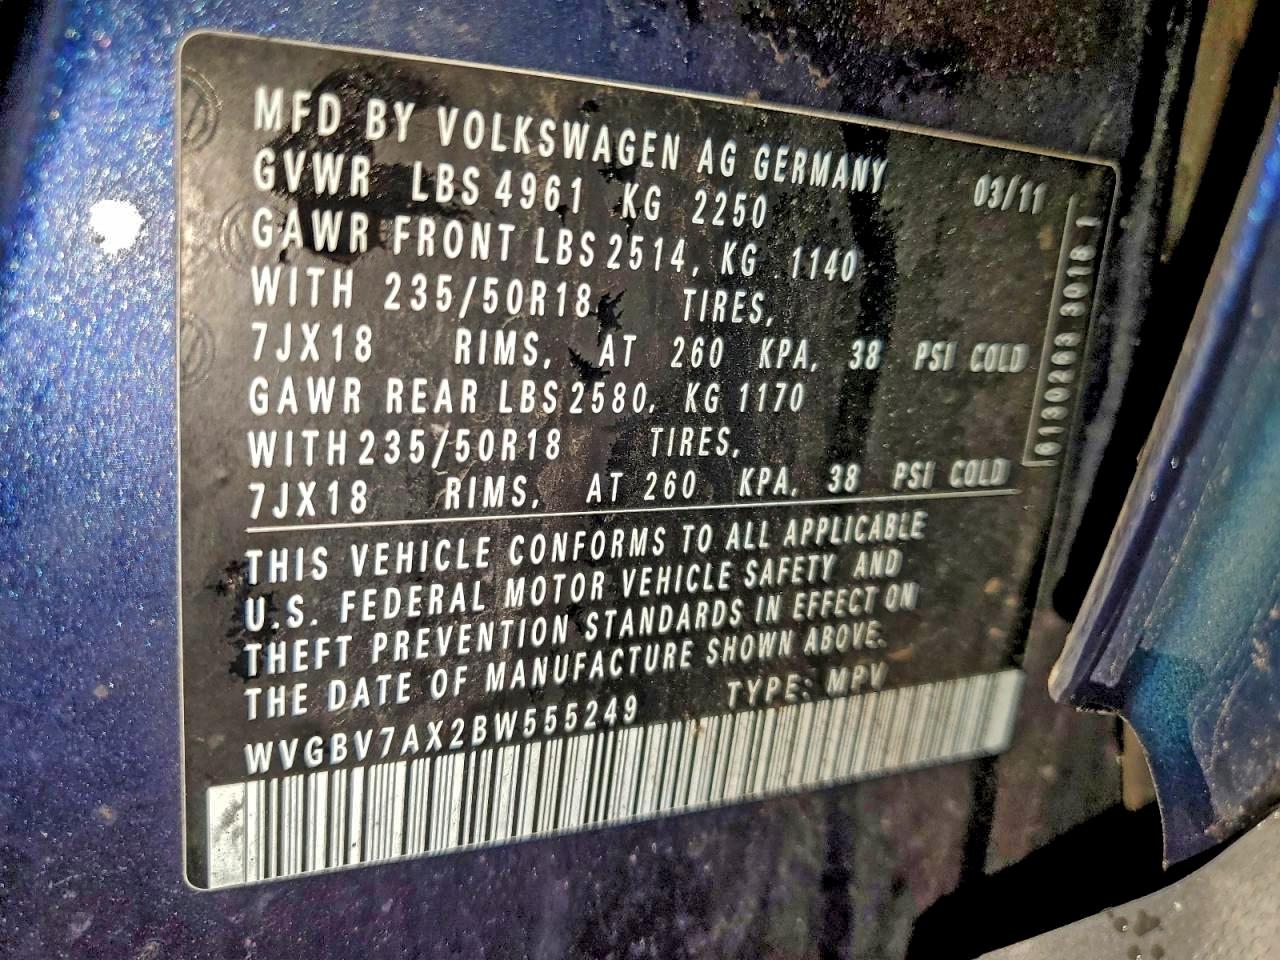 MFD BY VOLKSWAGEN AG GERMANY 03/11
GVWR LBS 4961 KG 2250
GAWR FRONT LBS 2514, KG 1140
WITH 235/50R18 TIRES,
7JX18 RIMS, AT 260 KPA, 38 PSI COLD
GAWR REAR LBS 2580, KG 1170
WITH 235/50R18 TIRES,
7JX18 RIMS, AT 260 KPA, 38 PSI COLD
THIS VEHICLE CONFORMS TO ALL APPLICABLE
U.S. FEDERAL MOTOR VEHICLE SAFETY AND
THEFT PREVENTION STANDARDS IN EFFECT ON
THE DATE OF MANUFACTURE SHOWN ABOVE.
WVGBV7AX2BW555249 TYPE: MPV